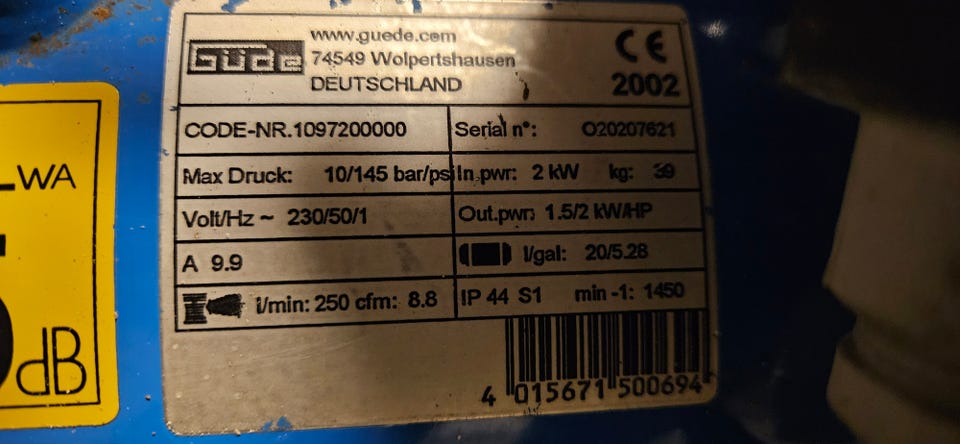 GÜDE
www.guede.com
74549 Wolpertshausen
DEUTSCHLAND
CE
2002
CODE-NR.1097200000
Serial n°: O20207621
Max Druck: 10/145 bar/psi
In.pwr: 2 kW kg: 39
Volt/Hz ~ 230/50/1
Out.pwr: 1.5/2 kW/HP
A 9.9
l/gal: 20/5.28
l/min: 250 cfm: 8.8
IP 44 S1 min -1: 1450
4 015671 500694
WA
dB